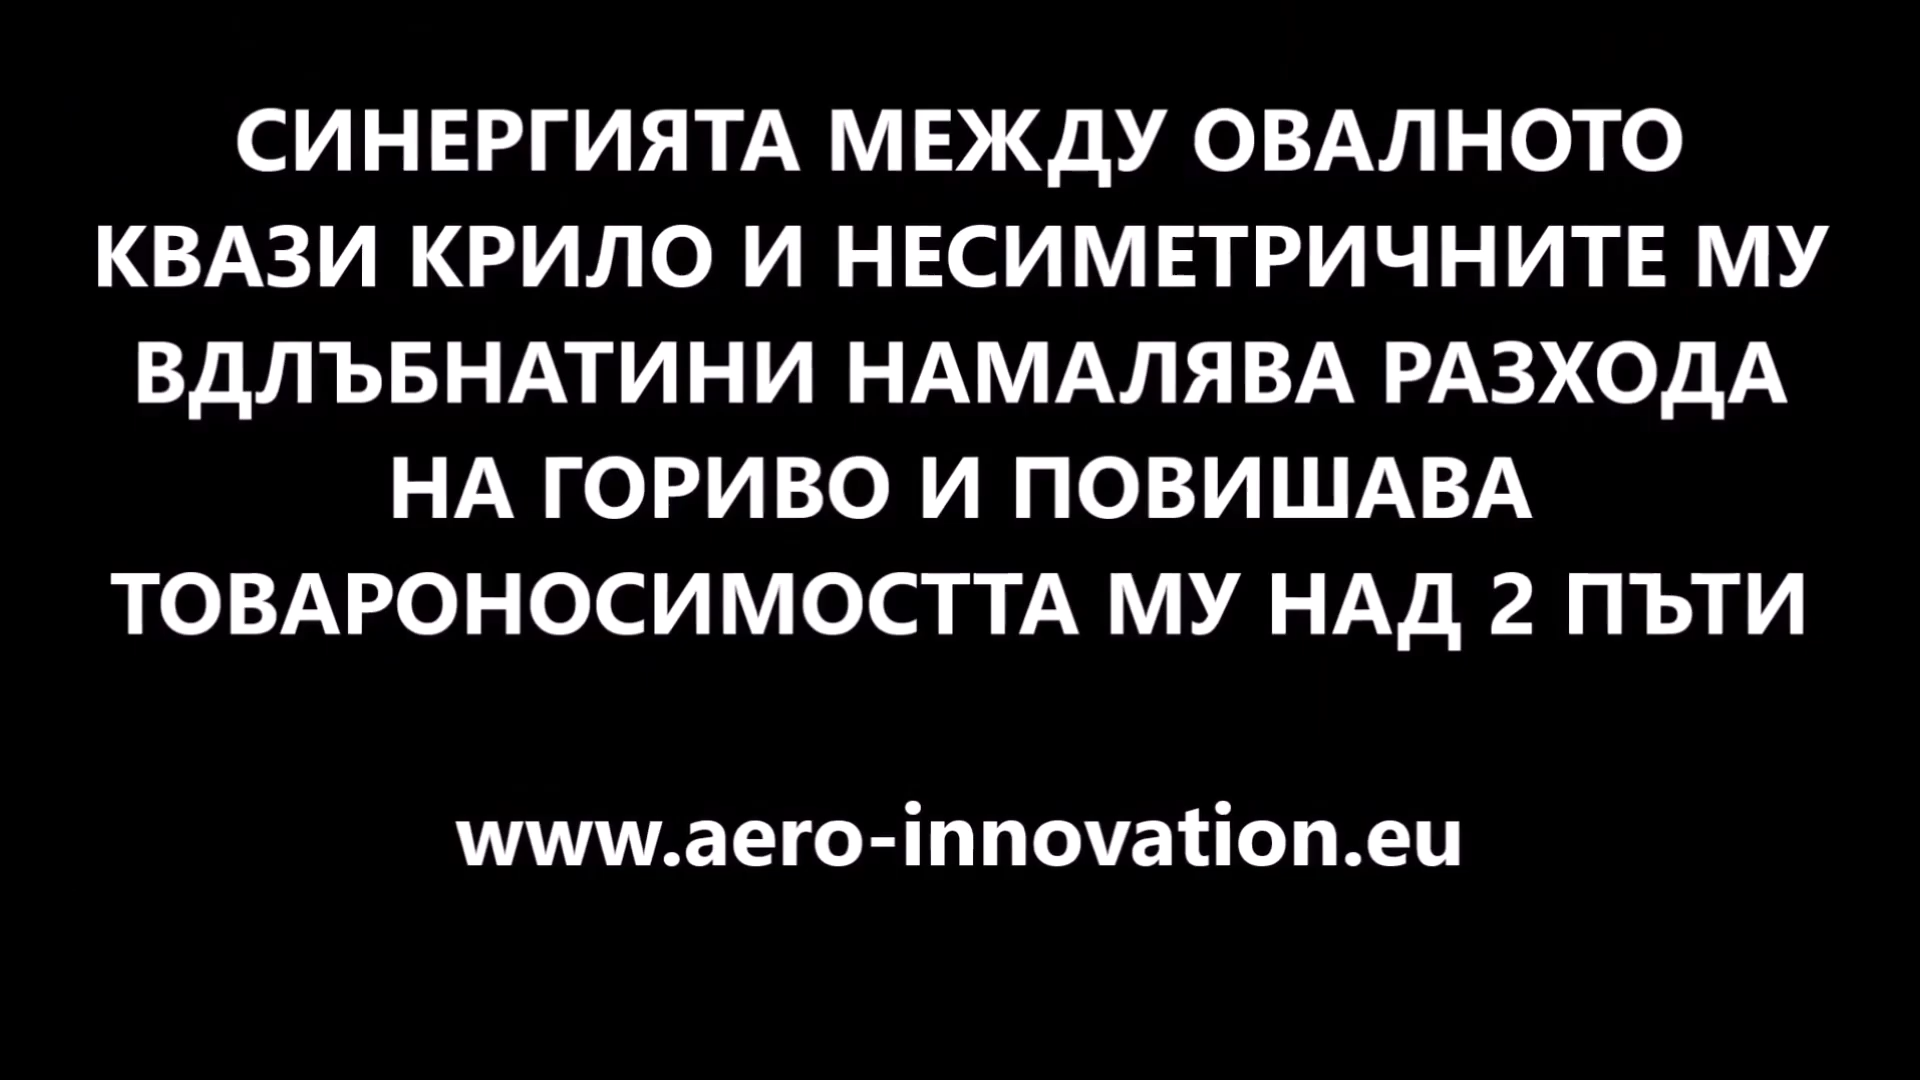 СИНЕРГИЯТА МЕЖДУ ОВАЛНОТО
КВАЗИ КРИЛО И НЕСИМЕТРИЧНИТЕ МУ
ВДЛЪБНАТИНИ НАМАЛЯВА РАЗХОДА
НА ГОРИВО И ПОВИШАВА
ТОВАРОНОСИМОСТТА МУ НАД 2 ПЪТИ
www.aero-innovation.eu